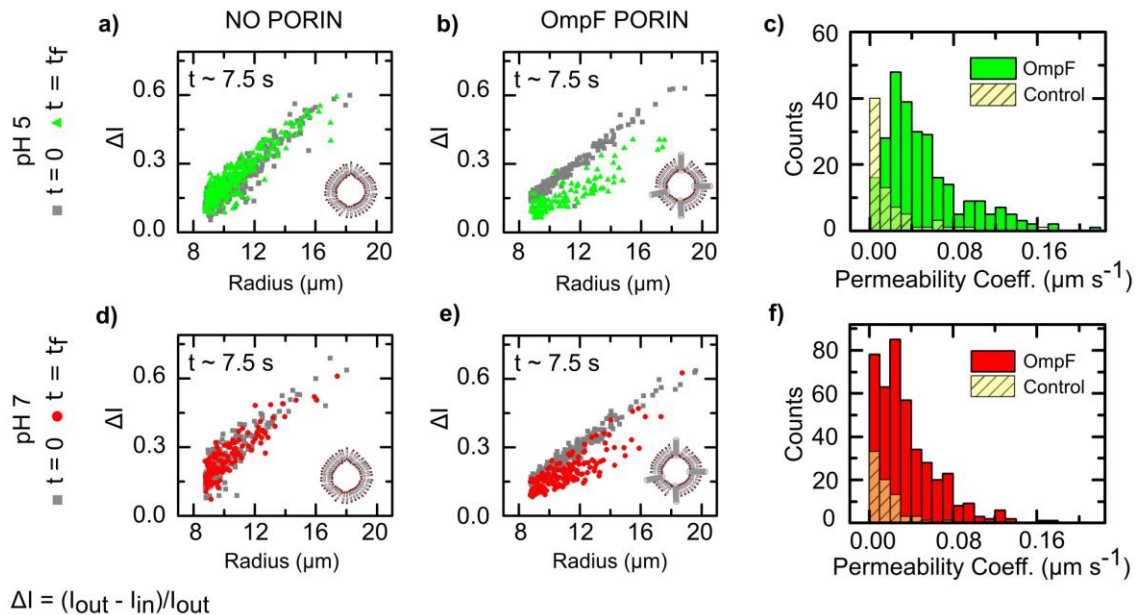 NO PORIN
OmpF PORIN
a)
b)
c)
pH 5
t = 0 t = tf
t ~ 7.5 s
ΔI
0.6
0.3
0.0
8 12 16 20
Radius (µm)
t ~ 7.5 s
ΔI
0.6
0.3
0.0
8 12 16 20
Radius (µm)
OmpF
Control
Counts
60
40
20
0
0.00 0.08 0.16
Permeability Coeff. (µm s-1)
d)
e)
f)
pH 7
t = 0 t = tf
t ~ 7.5 s
ΔI
0.6
0.3
0.0
8 12 16 20
Radius (µm)
t ~ 7.5 s
ΔI
0.6
0.3
0.0
8 12 16 20
Radius (µm)
OmpF
Control
Counts
80
60
40
20
0
0.00 0.08 0.16
Permeability Coeff. (µm s-1)
ΔI = (Iout - Iin)/Iout